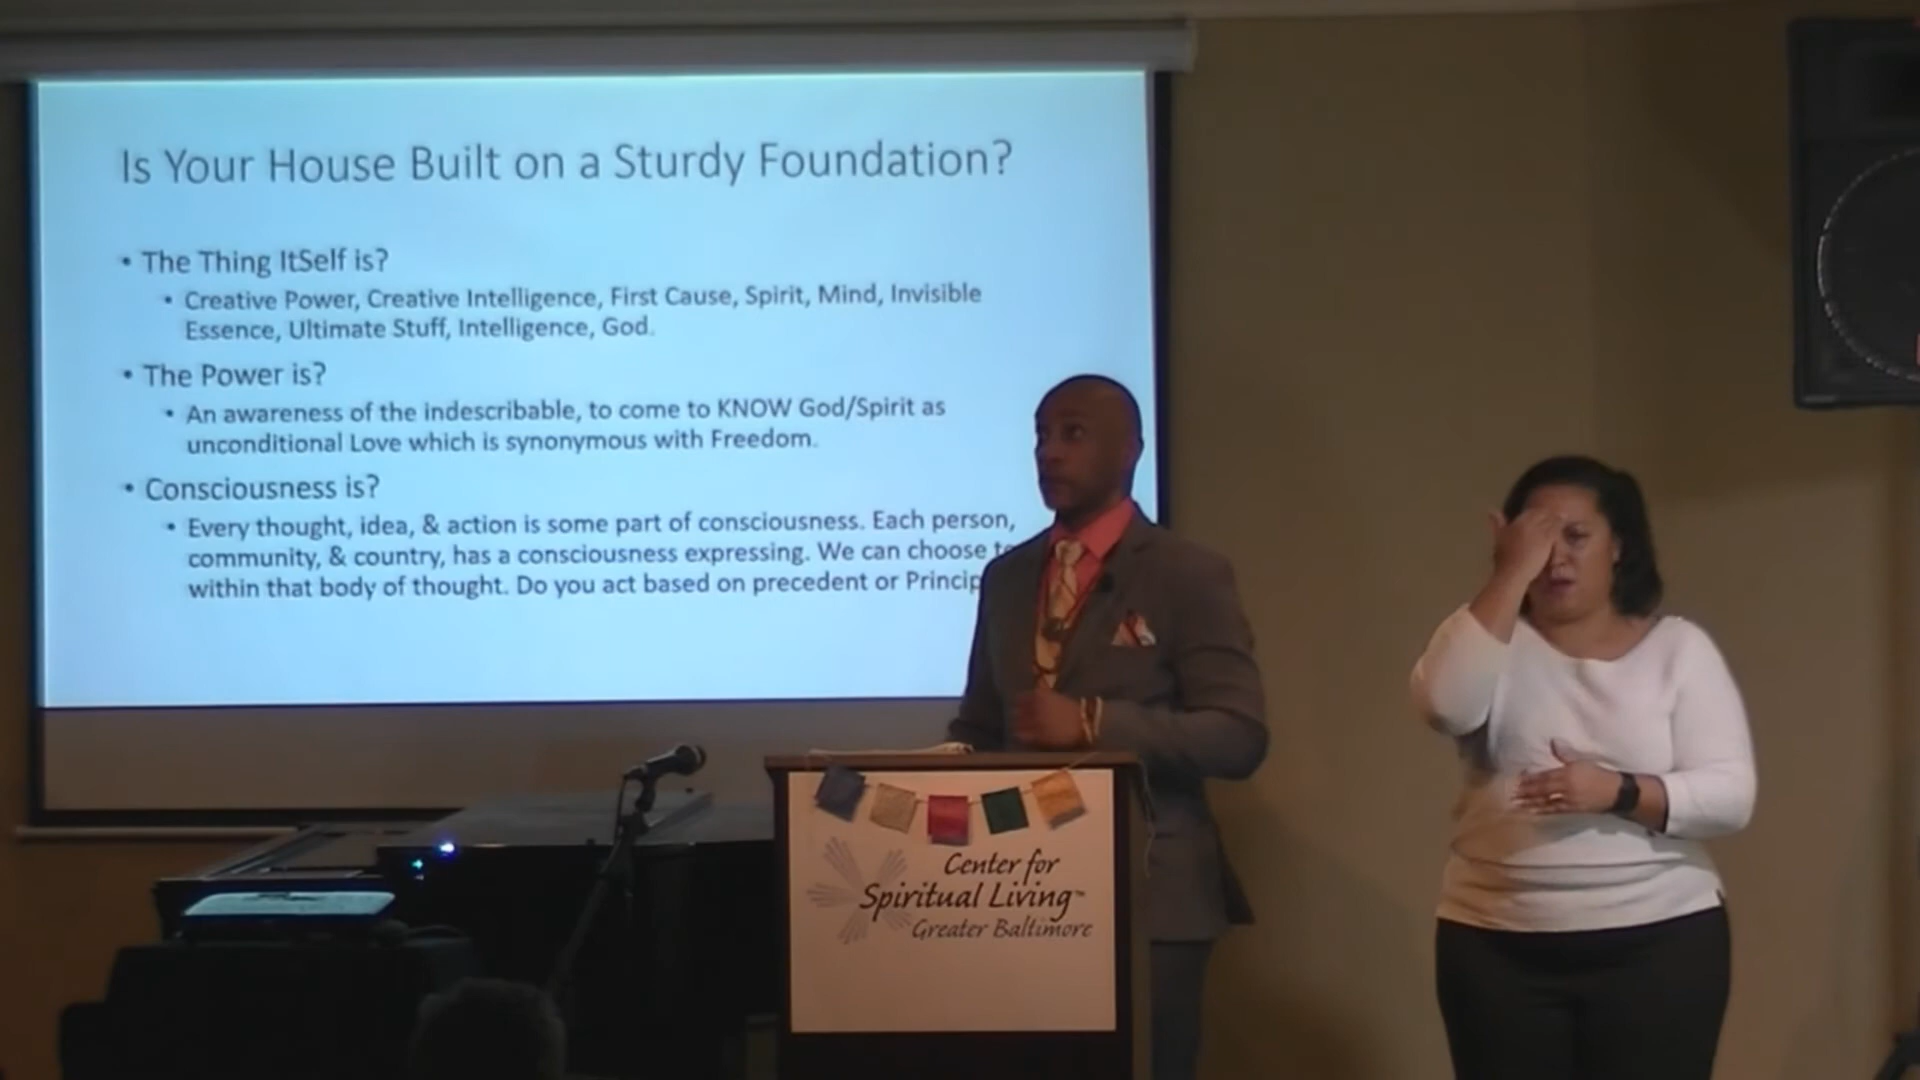 Is Your House Built on a Sturdy Foundation?
• The Thing ItSelf is?
• Creative Power, Creative Intelligence, First Cause, Spirit, Mind, Invisible
Essence, Ultimate Stuff, Intelligence, God.
• The Power is?
• An awareness of the indescribable, to come to KNOW God/Spirit as
unconditional Love which is synonymous with Freedom.
• Consciousness is?
• Every thought, idea, & action is some part of consciousness. Each person,
community, & country, has a consciousness expressing. We can choose
within that body of thought. Do you act based on precedent or
Center for
Spiritual Living™
Greater Baltimore